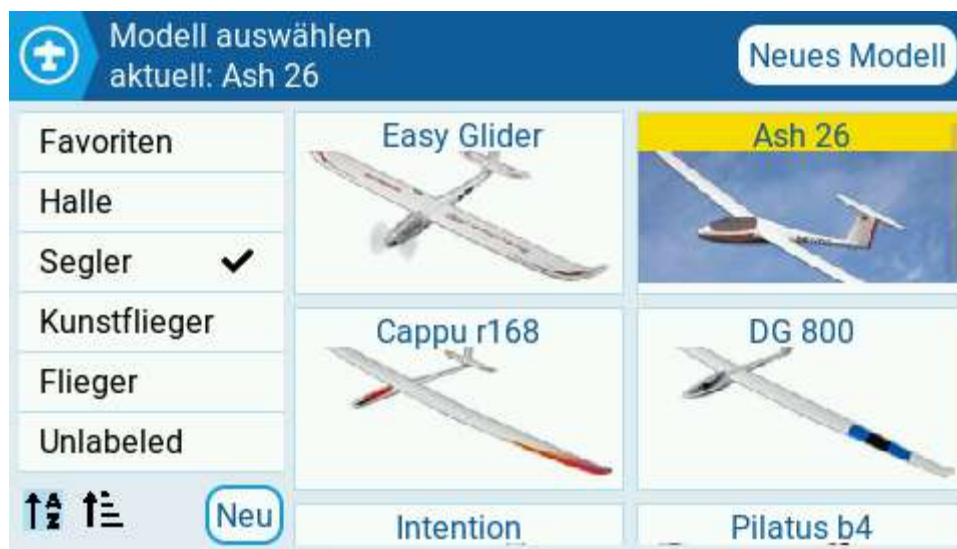 Modell auswählen
aktuell: Ash 26
Neues Modell
Favoriten
Halle
Segler
Kunstflieger
Flieger
Unlabeled
Neu
Easy Glider
Ash 26
Cappu r168
DG 800
Intention
Pilatus b4